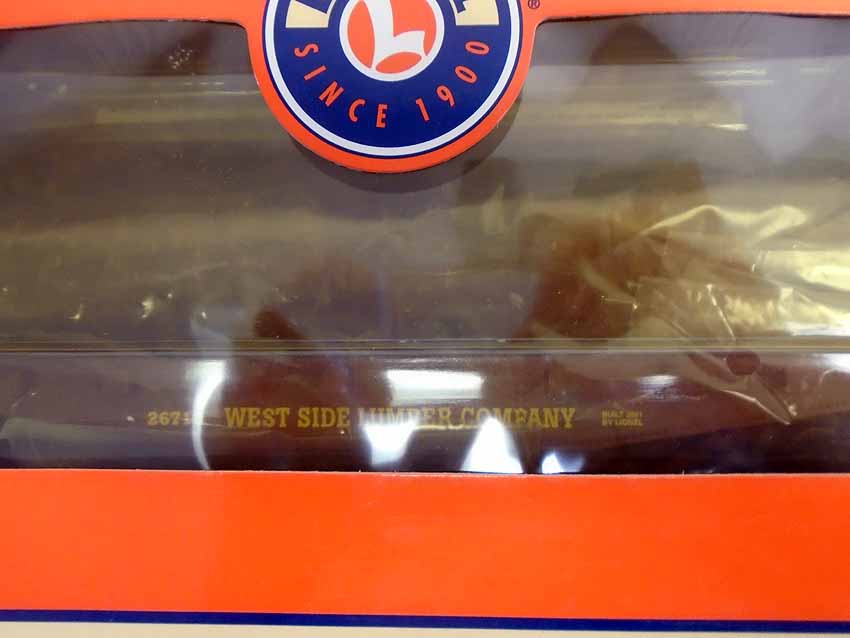 L
®
SINCE 1900
WEST SIDE LUMBER COMPANY
BUILT 2001
BY LIONEL